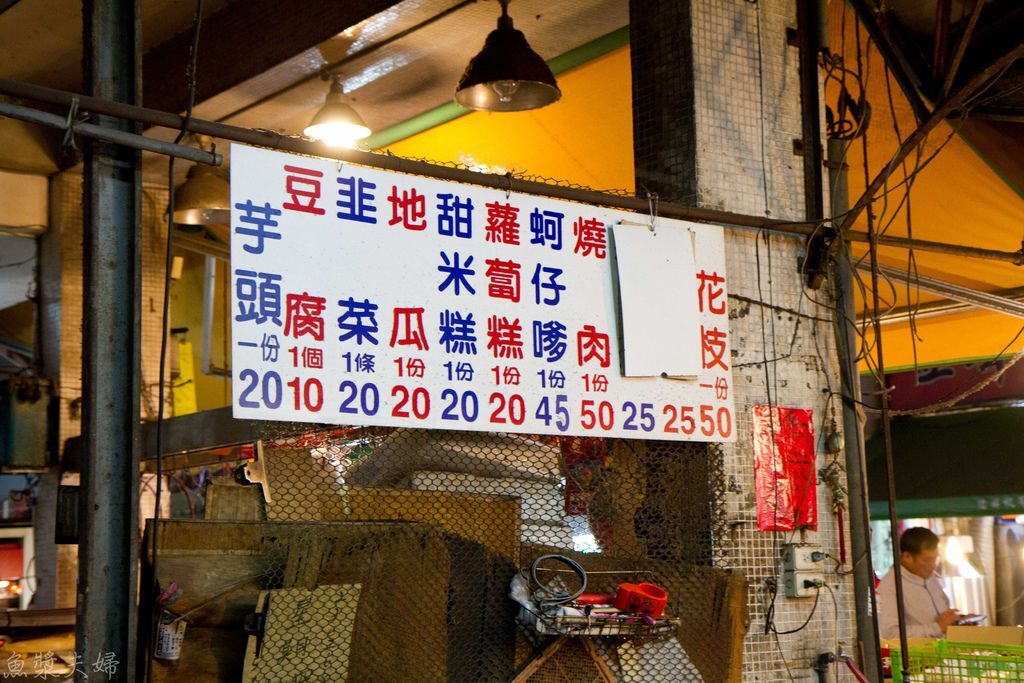 芋頭 一份 20
豆腐 1個 10
韭菜 1條 20
地瓜 1份 20
甜米糕 1份 20
蘿蔔糕 1份 20
蚵仔嗲 1份 45
燒肉 1份 50
25
25
花枝 一份 50
魚漿夫婦